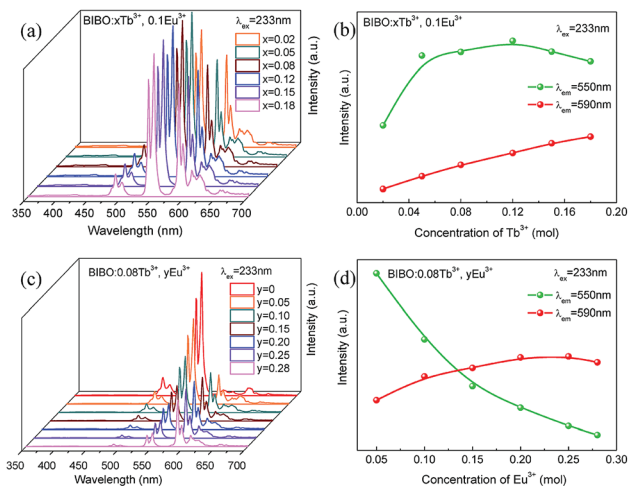 (a)
BIBO:xTb³⁺, 0.1Eu³⁺
λex=233nm
x=0.02
x=0.05
x=0.08
x=0.12
x=0.15
x=0.18
Intensity (a.u.)
350 400 450 500 550 600 650 700
Wavelength (nm)
(b)
BIBO:xTb³⁺, 0.1Eu³⁺
λex=233nm
λem=550nm
λem=590nm
Intensity (a.u.)
0.00 0.04 0.08 0.12 0.16 0.20
Concentration of Tb³⁺ (mol)
(c)
BIBO:0.08Tb³⁺, yEu³⁺
λex=233nm
y=0
y=0.05
y=0.10
y=0.15
y=0.20
y=0.25
y=0.28
Intensity (a.u.)
350 400 450 500 550 600 650 700
Wavelength (nm)
(d)
BIBO:0.08Tb³⁺, yEu³⁺
λex=233nm
λem=550nm
λem=590nm
Intensity (a.u.)
0.05 0.10 0.15 0.20 0.25 0.30
Concentration of Eu³⁺ (mol)